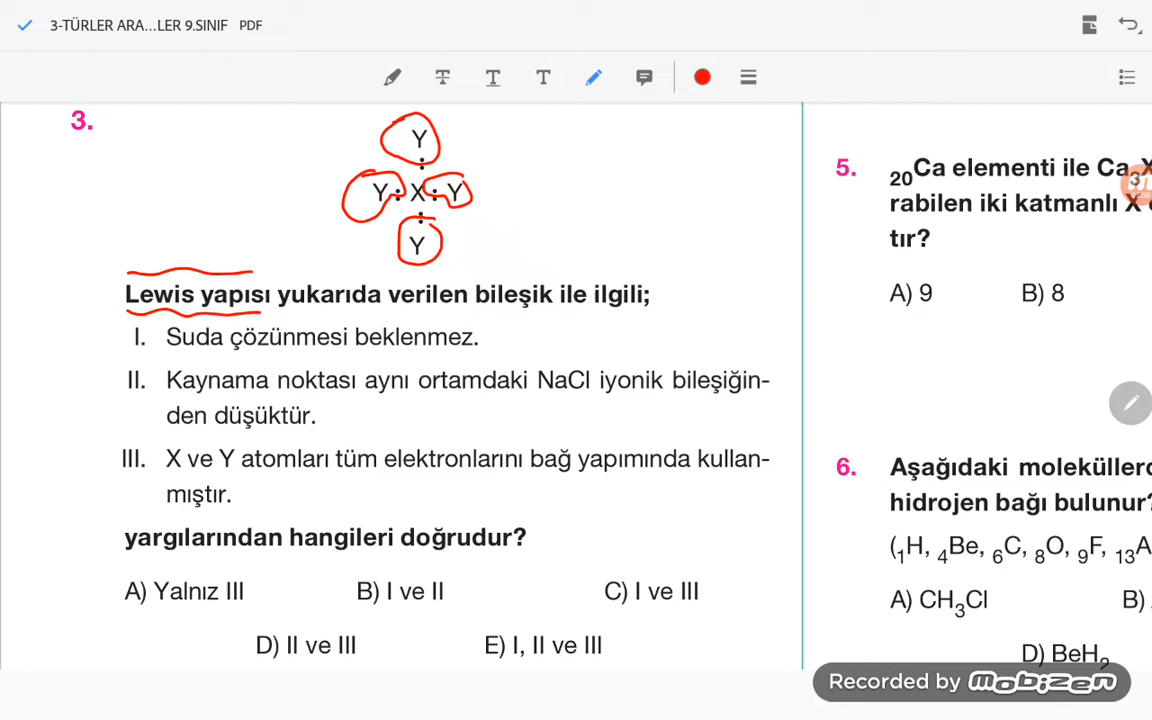 3-TÜRLER ARA...LER 9.SINIF PDF
3.
Y
Y : X : Y
Y
Lewis yapısı yukarıda verilen bileşik ile ilgili;
I. Suda çözünmesi beklenmez.
II. Kaynama noktası aynı ortamdaki NaCl iyonik bileşiğin-
den düşüktür.
III. X ve Y atomları tüm elektronlarını bağ yapımında kullan-
mıştır.
yargılarından hangileri doğrudur?
A) Yalnız III B) I ve II C) I ve III
D) II ve III E) I, II ve III
5. ₂₀Ca elementi ile Ca₃X
rabilen iki katmanlı X
tır?
A) 9 B) 8
6. Aşağıdaki moleküllerd
hidrojen bağı bulunur?
(₁H, ₄Be, ₆C, ₈O, ₉F, ₁₃A
A) CH₃Cl B)
D) BeH₂
Recorded by mobizen